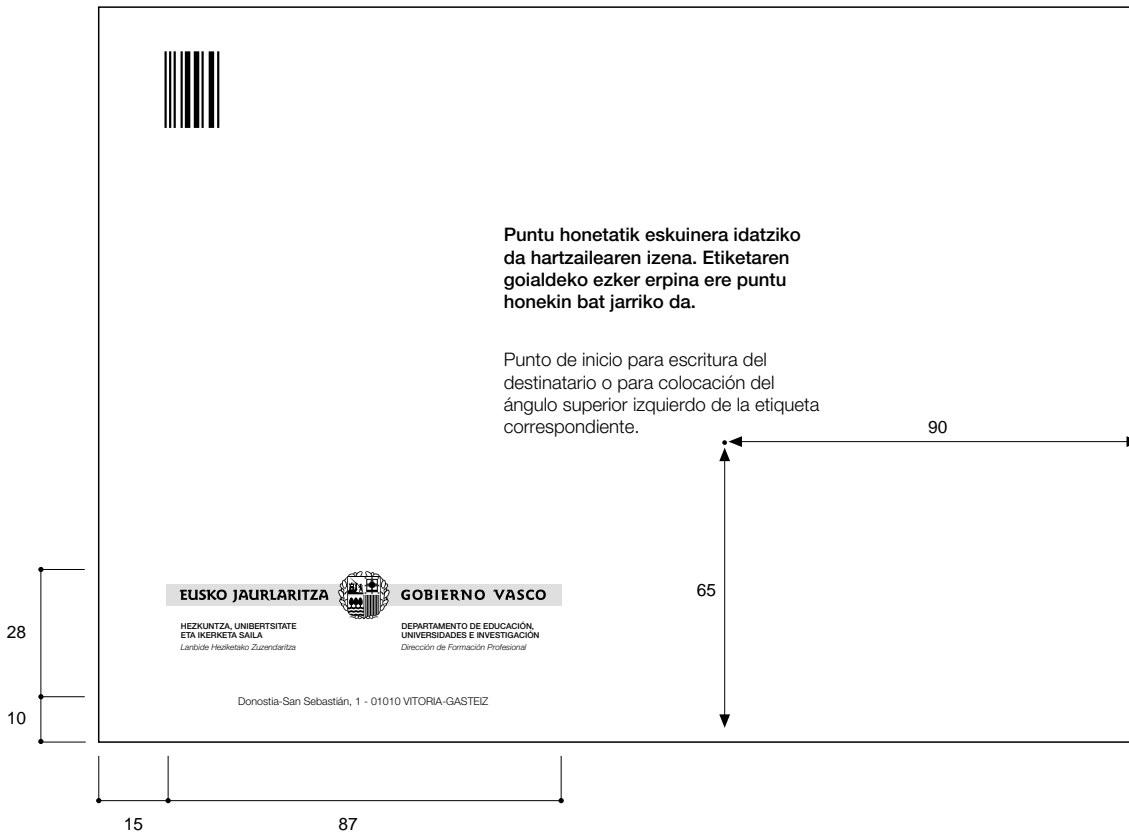 Puntu honetatik eskuinera idatziko
da hartzailearen izena. Etiketaren
goialdeko ezker erpina ere puntu
honekin bat jarriko da.
Punto de inicio para escritura del
destinatario o para colocación del
ángulo superior izquierdo de la etiqueta
correspondiente.
90
65
28
10
EUSKO JAURLARITZA GOBIERNO VASCO
HEZKUNTZA, UNIBERTSITATE
ETA IKERKETA SAILA
Lanbide Heziketako Zuzendaritza
DEPARTAMENTO DE EDUCACIÓN,
UNIVERSIDADES E INVESTIGACIÓN
Dirección de Formación Profesional
Donostia-San Sebastián, 1 - 01010 VITORIA-GASTEIZ
15 87